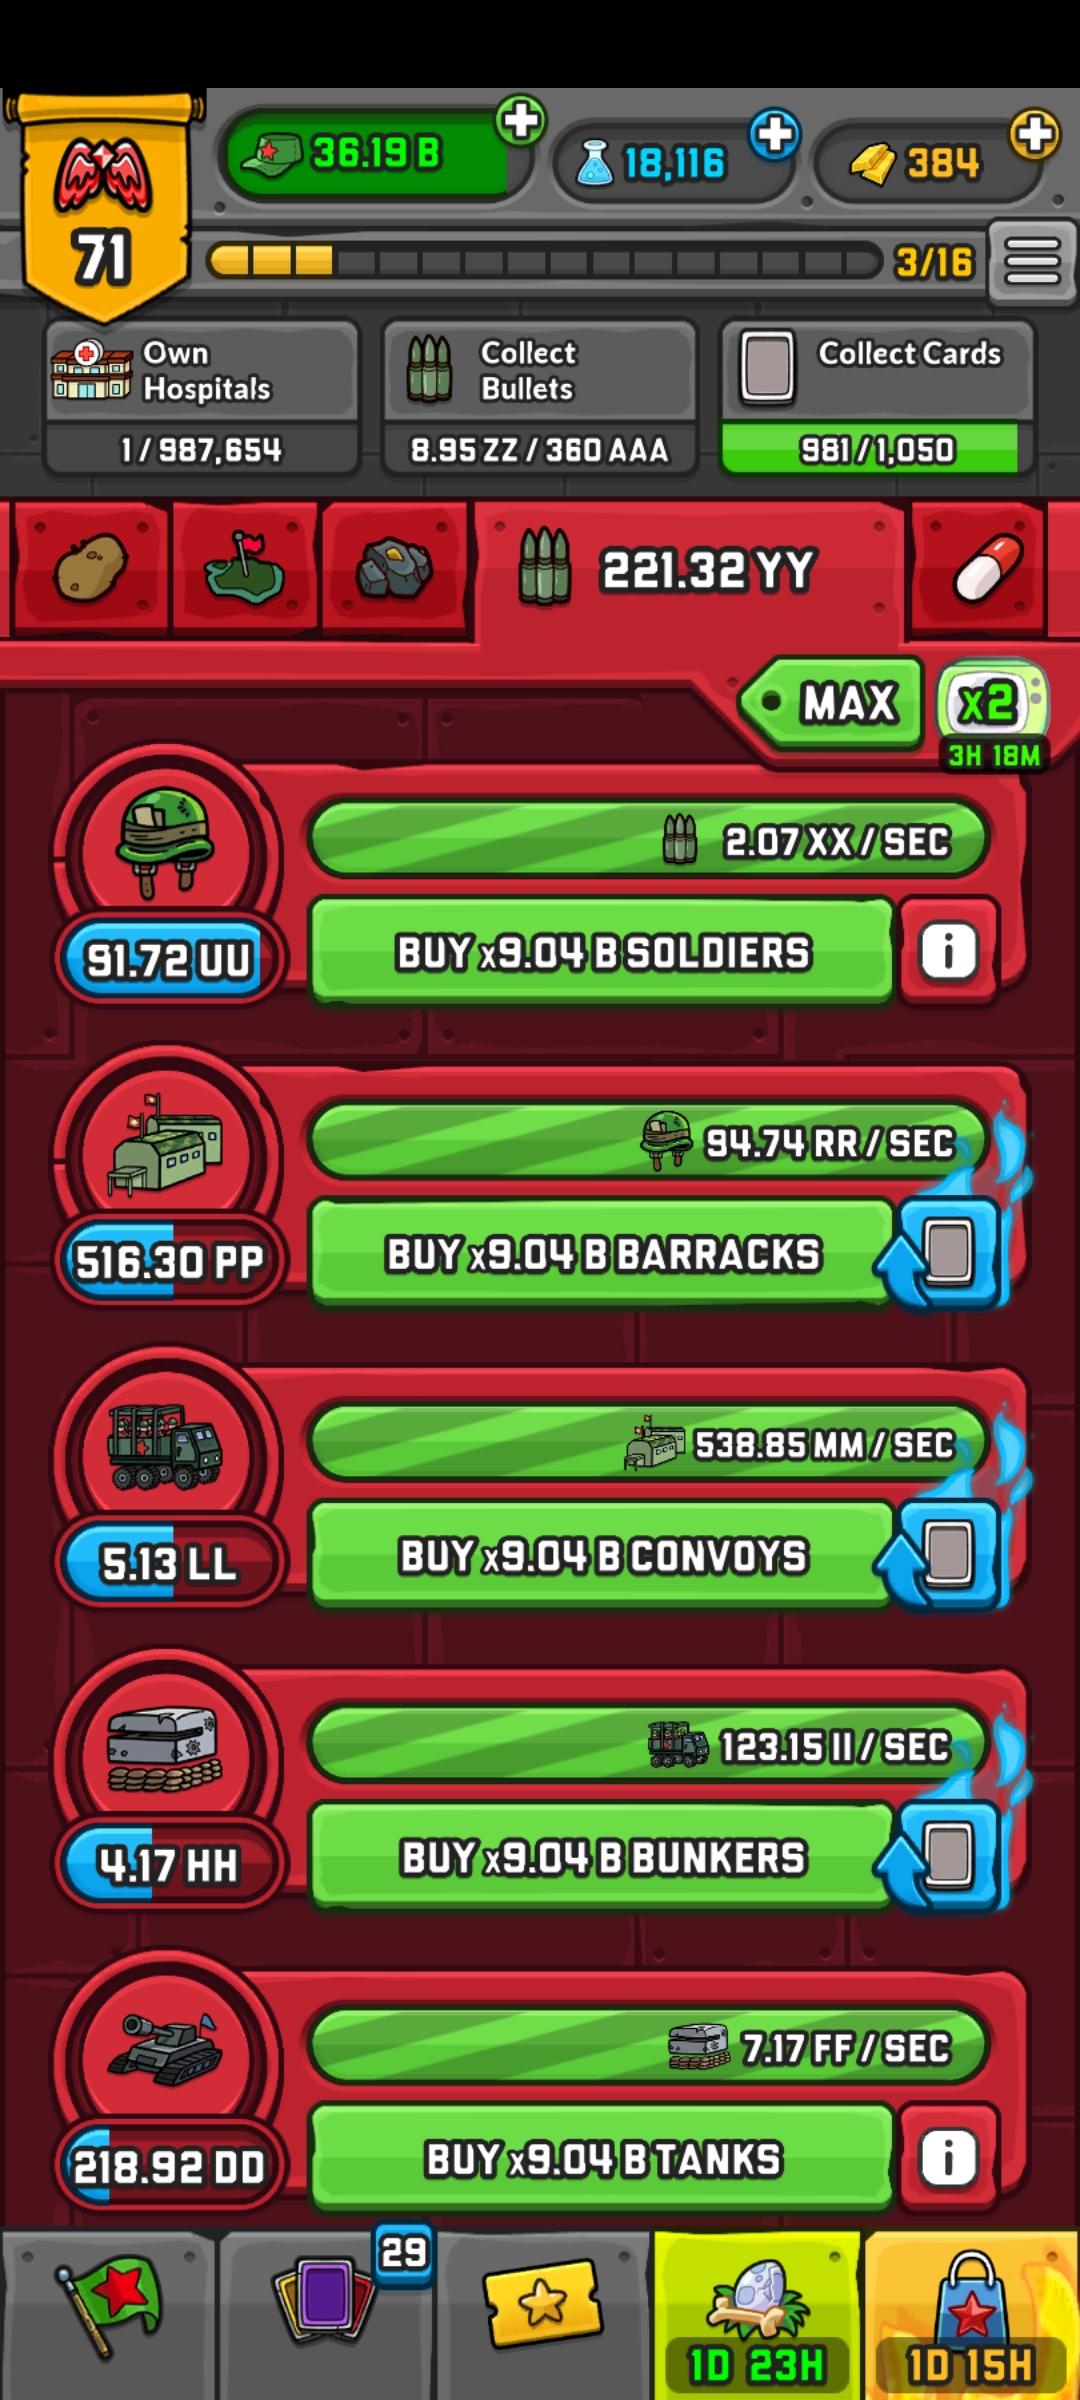 71
36.19 B
18,116
384
3/16
Own
Hospitals
1/987,654
Collect
Bullets
8.95 ZZ / 360 AAA
Collect Cards
981/1,050
221.32 YY
MAX
x2
3H 18M
2.07 XX / SEC
91.72 UU
BUY x9.04 B SOLDIERS
i
94.74 RR / SEC
516.30 PP
BUY x9.04 B BARRACKS
538.85 MM / SEC
5.13 LL
BUY x9.04 B CONVOYS
123.15 II / SEC
4.17 HH
BUY x9.04 B BUNKERS
7.17 FF / SEC
218.92 DD
BUY x9.04 B TANKS
i
29
1D 23H
1D 15H